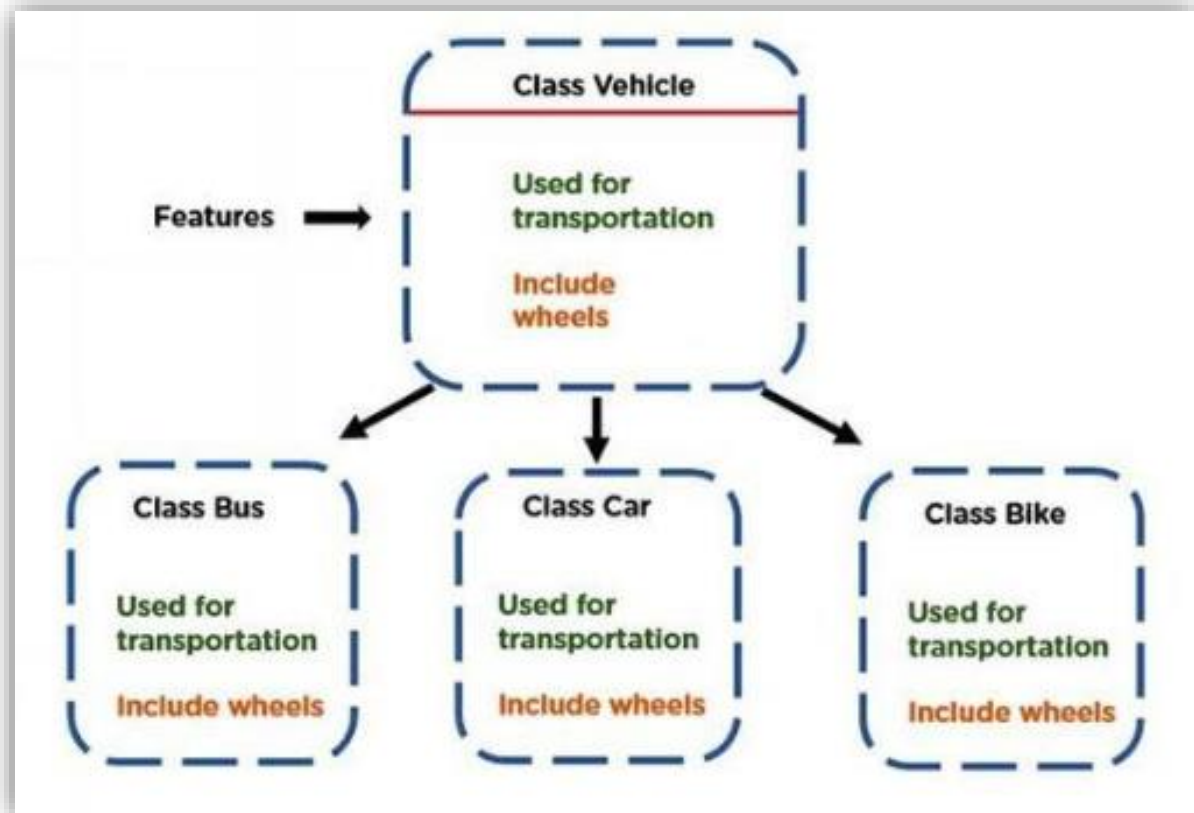 Class Vehicle
Features
Used for
transportation
Include
wheels
Class Bus
Used for
transportation
Include wheels
Class Car
Used for
transportation
Include wheels
Class Bike
Used for
transportation
Include wheels